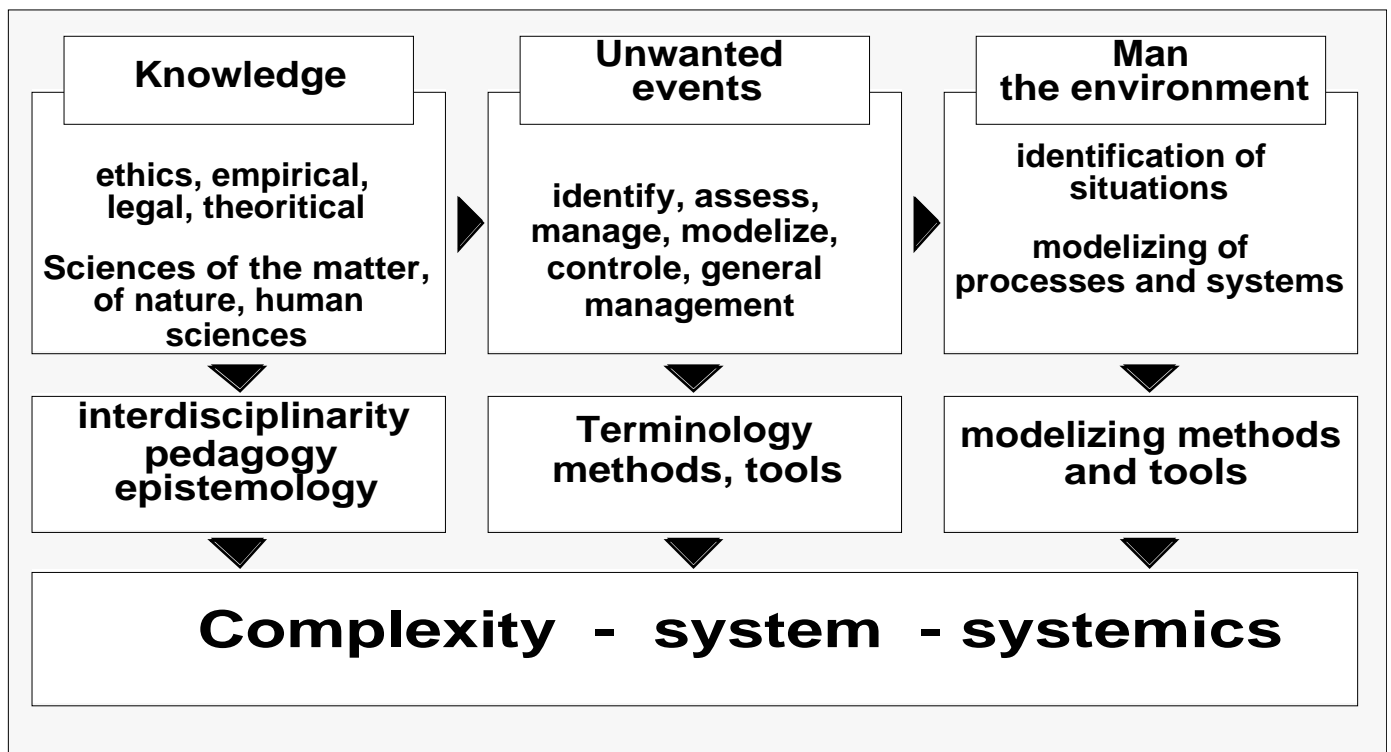 Knowledge
ethics, empirical,
legal, theoritical
Sciences of the matter,
of nature, human
sciences
Unwanted
events
identify, assess,
manage, modelize,
controle, general
management
Man
the environment
identification of
situations
modelizing of
processes and systems
interdisciplinarity
pedagogy
epistemology
Terminology
methods, tools
modelizing methods
and tools
Complexity - system - systemics